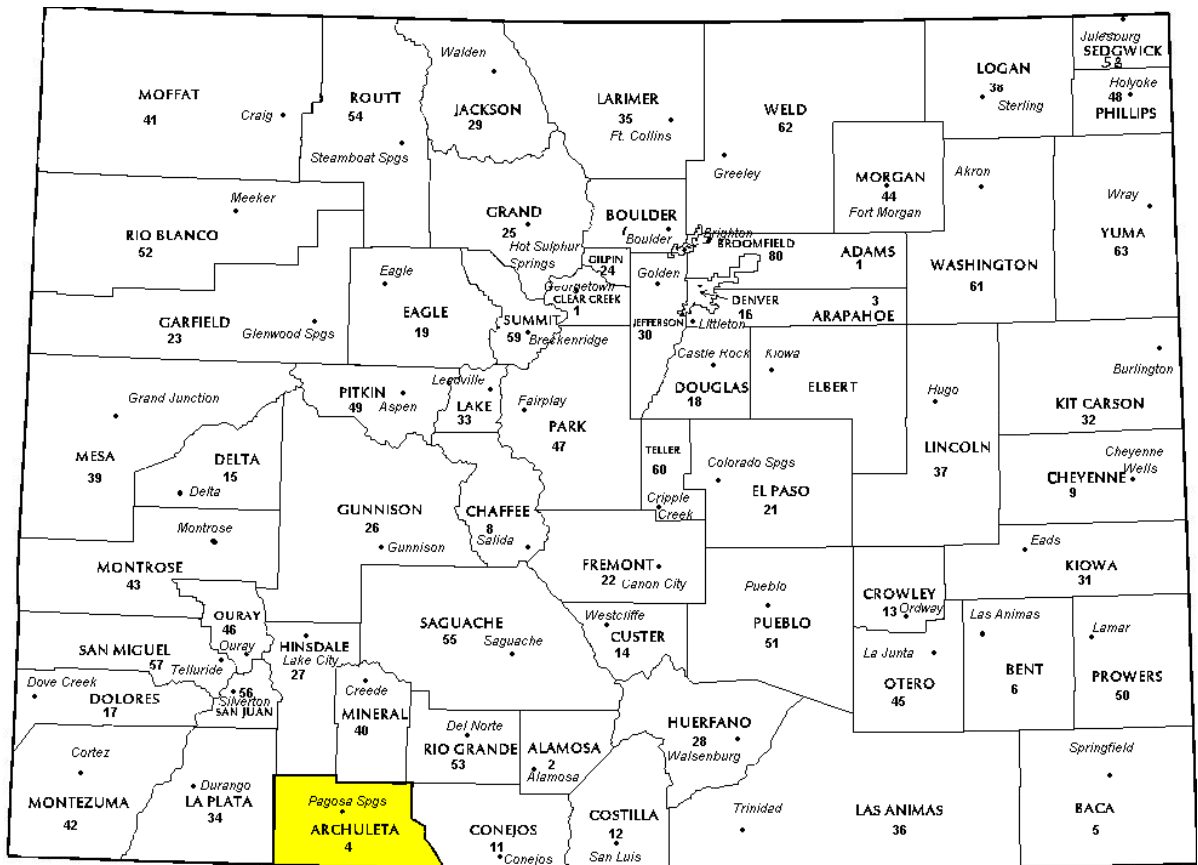 Walden
JACKSON
29
MOFFAT
41
Craig
ROUTT
54
Steamboat Spgs
LARIMER
35
Ft. Collins
WELD
62
Greeley
LOGAN
38
Sterling
Julesburg
SEDGWICK
58
Holyoke
48
PHILLIPS
MORGAN
44
Fort Morgan
Akron
WASHINGTON
61
Wray
YUMA
63
Meeker
RIO BLANCO
52
GRAND
25
Hot Sulphur
Springs
BOULDER
Boulder
Brighton
BROOMFIELD
80
ADAMS
1
GILPIN
24
Georgetown
CLEAR CREEK
1
Golden
JEFFERSON
30
DENVER
16
Littleton
3
ARAPAHOE
GARFIELD
23
Glenwood Spgs
Eagle
EAGLE
19
SUMMIT
59
Breckenridge
Castle Rock
DOUGLAS
18
Kiowa
ELBERT
Hugo
LINCOLN
37
Burlington
KIT CARSON
32
Grand Junction
MESA
39
PITKIN
49
Aspen
Leadville
LAKE
33
Fairplay
PARK
47
TELLER
60
Cripple
Creek
Colorado Spgs
EL PASO
21
Cheyenne
Wells
CHEYENNE
9
DELTA
15
Delta
GUNNISON
26
Gunnison
CHAFFEE
8
Salida
Montrose
MONTROSE
43
FREMONT
22
Canon City
Pueblo
PUEBLO
51
CROWLEY
13
Ordway
Eads
KIOWA
31
OURAY
46
Ouray
HINSDALE
Lake City
27
SAGUACHE
55
Saguache
Westcliffe
CUSTER
14
La Junta
OTERO
45
Las Animas
BENT
6
Lamar
PROWERS
50
SAN MIGUEL
57
Telluride
Dove Creek
DOLORES
17
56
Silverton
SAN JUAN
Creede
MINERAL
40
Del Norte
RIO GRANDE
53
ALAMOSA
2
Alamosa
HUERFANO
28
Walsenburg
Cortez
MONTEZUMA
42
Durango
LA PLATA
34
Pagosa Spgs
ARCHULETA
4
CONEJOS
11
Conejos
COSTILLA
12
San Luis
Trinidad
LAS ANIMAS
36
Springfield
BACA
5